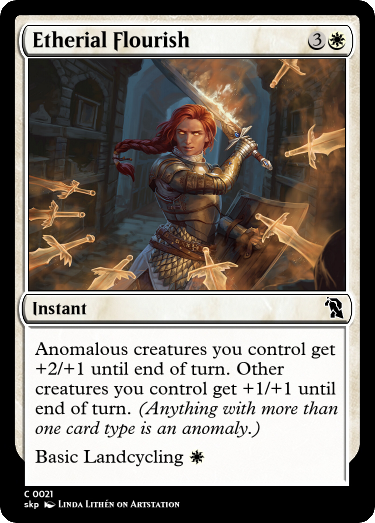 Etherial Flourish 3
Instant
Anomalous creatures you control get
+2/+1 until end of turn. Other
creatures you control get +1/+1 until
end of turn. (Anything with more than
one card type is an anomaly.)
Basic Landcycling
C 0021
skp Linda Lithén on Artstation